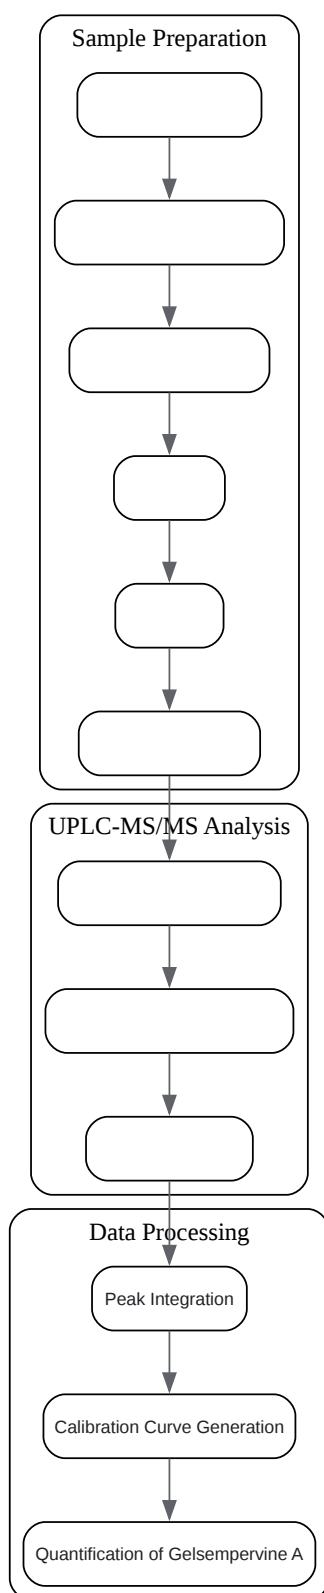 Sample Preparation
UPLC-MS/MS Analysis
Data Processing
Peak Integration
Calibration Curve Generation
Quantification of Gelsempervine A